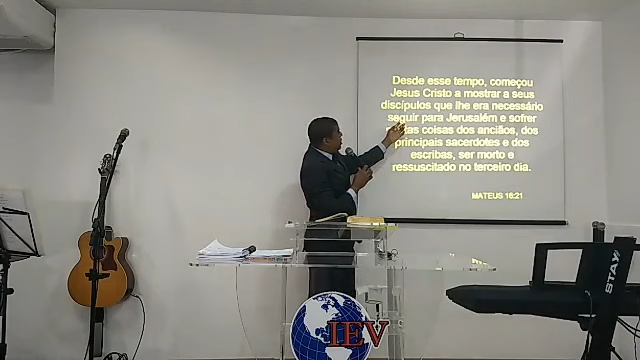 Desde esse tempo, começou
Jesus Cristo a mostrar a seus
discípulos que lhe era necessário
seguir para Jerusalém e sofrer
coisas dos anciãos, dos
principais sacerdotes e dos
escribas, ser morto e
ressuscitado no terceiro dia.
MATEUS 16:21
IEV
STAY